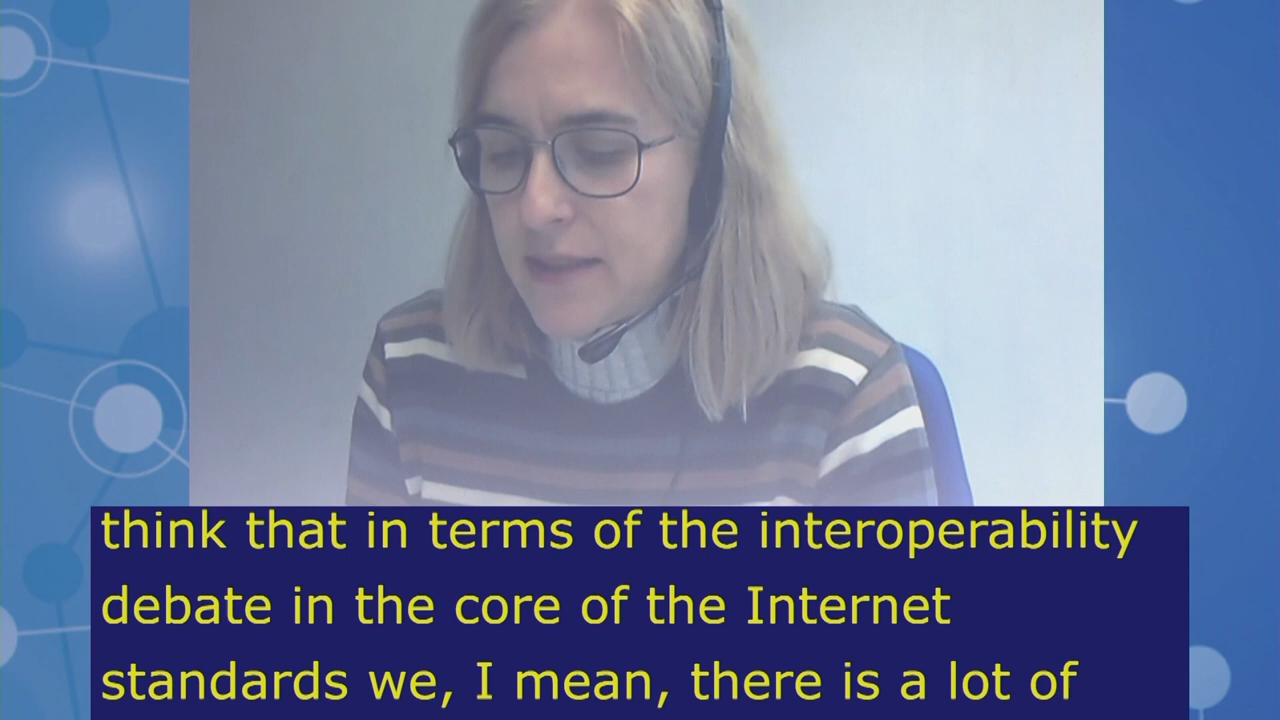 think that in terms of the interoperability
debate in the core of the Internet
standards we, I mean, there is a lot of